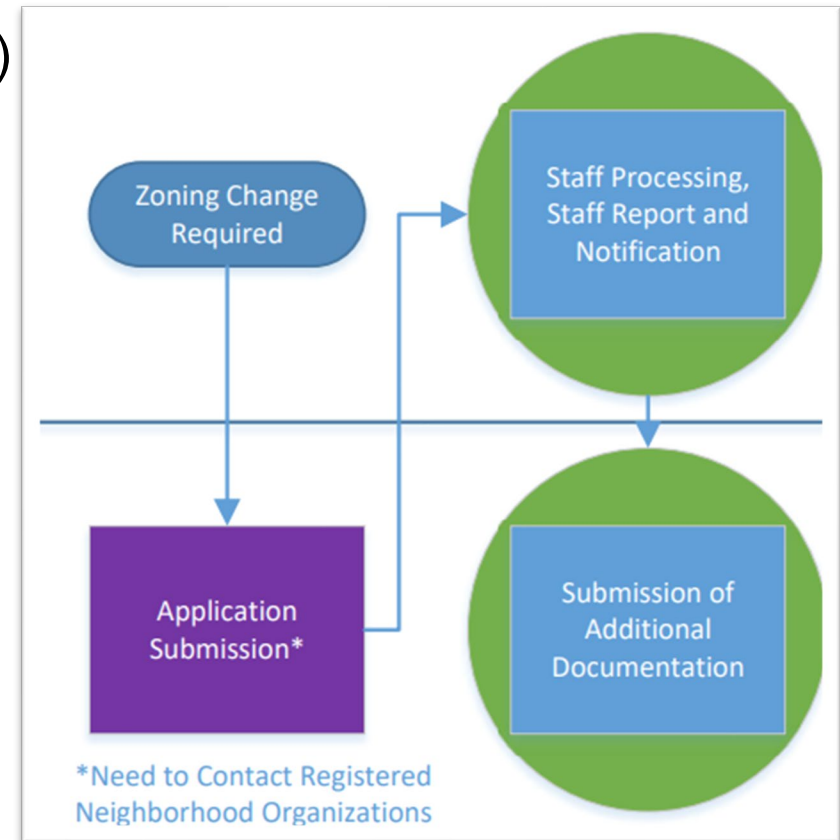 )
Zoning Change
Required
Staff Processing,
Staff Report and
Notification
Application
Submission*
Submission of
Additional
Documentation
*Need to Contact Registered
Neighborhood Organizations